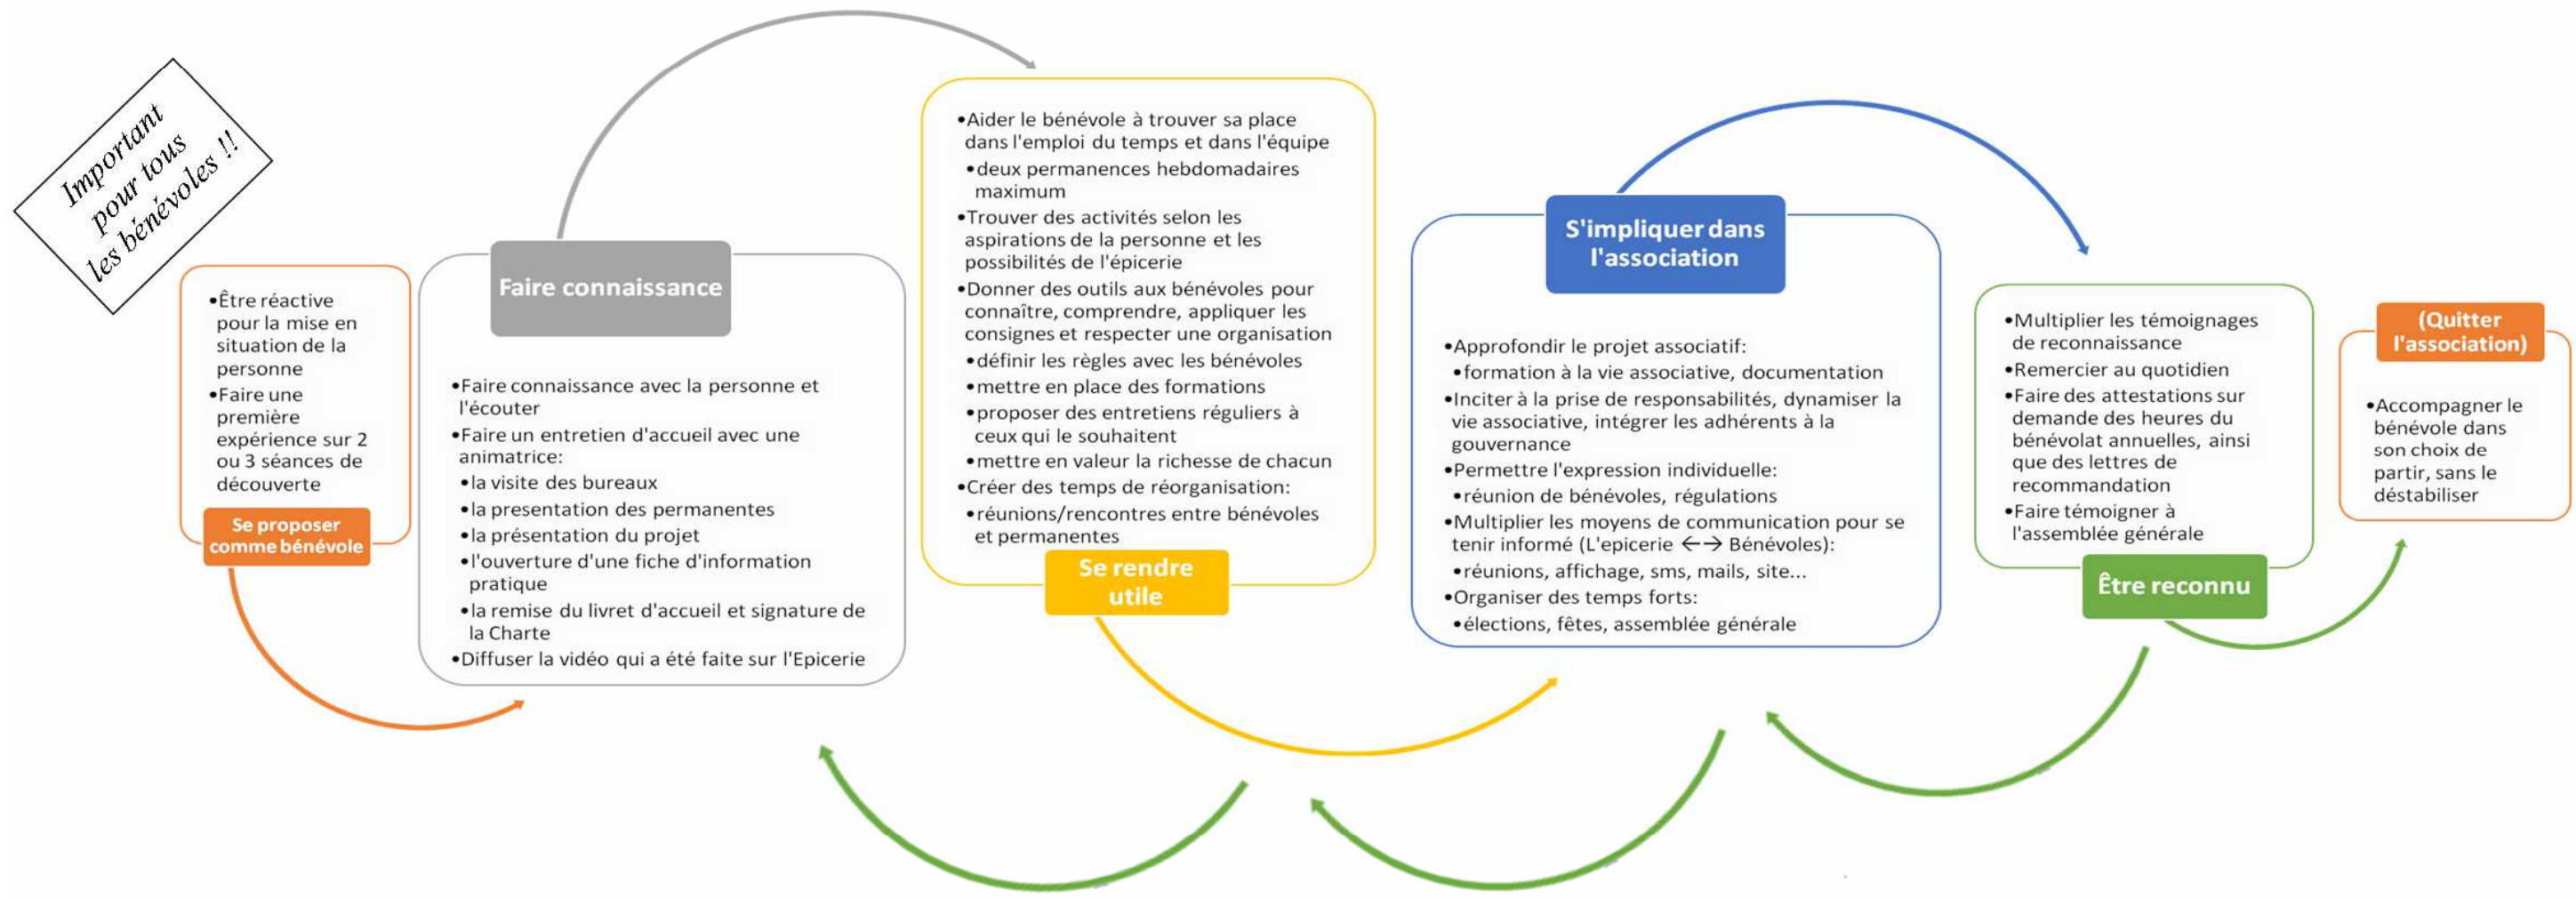 Important
pour tous
les bénévoles !!
•Être réactive
pour la mise en
situation de la
personne
•Faire une
première
expérience sur 2
ou 3 séances de
découverte
Se proposer
comme bénévole
Faire connaissance
•Faire connaissance avec la personne et
l'écouter
•Faire un entretien d'accueil avec une
animatrice:
•la visite des bureaux
•la presentation des permanentes
•la présentation du projet
•l'ouverture d'une fiche d'information
pratique
•la remise du livret d'accueil et signature de
la Charte
•Diffuser la vidéo qui a été faite sur l'Epicerie
•Aider le bénévole à trouver sa place
dans l'emploi du temps et dans l'équipe
•deux permanences hebdomadaires
maximum
•Trouver des activités selon les
aspirations de la personne et les
possibilités de l'épicerie
•Donner des outils aux bénévoles pour
connaître, comprendre, appliquer les
consignes et respecter une organisation
•définir les règles avec les bénévoles
•mettre en place des formations
•proposer des entretiens réguliers à
ceux qui le souhaitent
•mettre en valeur la richesse de chacun
•Créer des temps de réorganisation:
•réunions/rencontres entre bénévoles
et permanentes
Se rendre
utile
S'impliquer dans
l'association
•Approfondir le projet associatif:
•formation à la vie associative, documentation
•Inciter à la prise de responsabilités, dynamiser la
vie associative, intégrer les adhérents à la
gouvernance
•Permettre l'expression individuelle:
•réunion de bénévoles, régulations
•Multiplier les moyens de communication pour se
tenir informé (L'epicerie ←→ Bénévoles):
•réunions, affichage, sms, mails, site...
•Organiser des temps forts:
•élections, fêtes, assemblée générale
•Multiplier les témoignages
de reconnaissance
•Remercier au quotidien
•Faire des attestations sur
demande des heures du
bénévolat annuelles, ainsi
que des lettres de
recommandation
•Faire témoigner à
l'assemblée générale
Être reconnu
(Quitter
l'association)
•Accompagner le
bénévole dans
son choix de
partir, sans le
déstabiliser